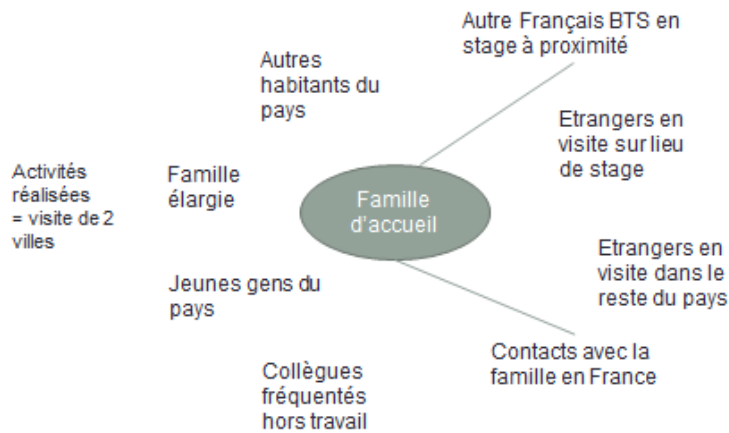 Autre Français BTS en
stage à proximité
Autres
habitants du
pays
Etrangers en
visite sur lieu
de stage
Activités
réalisées
= visite de 2
villes
Famille
élargie
Famille
d'accueil
Etrangers en
visite dans le
reste du pays
Jeunes gens du
pays
Contacts avec la
famille en France
Collègues
fréquentés
hors travail